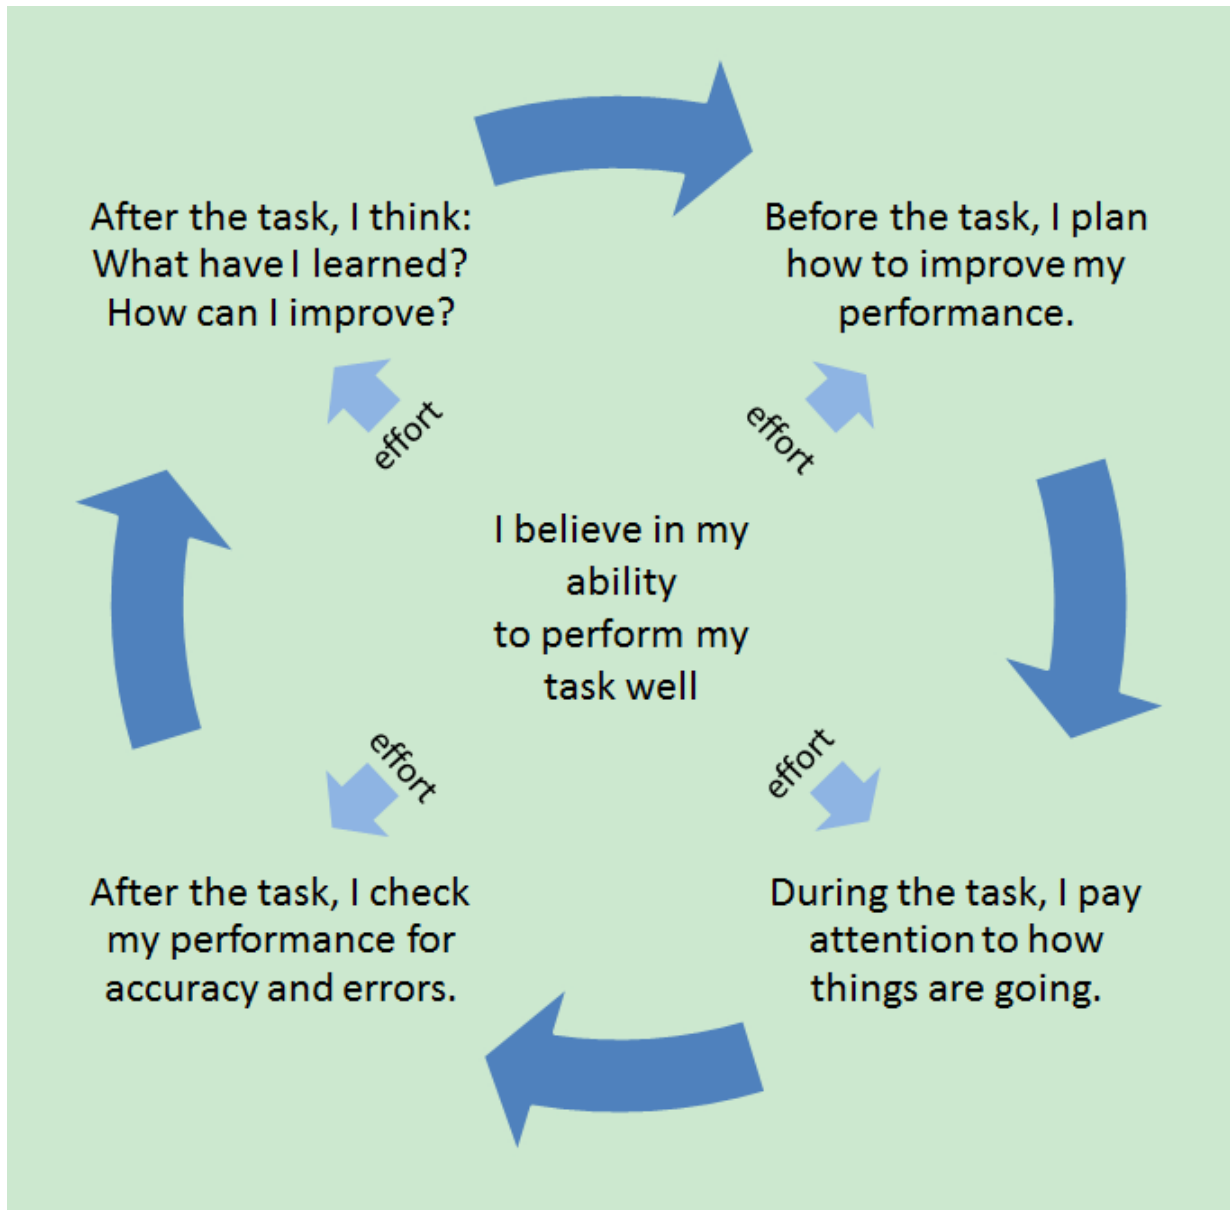 After the task, I think:
What have I learned?
How can I improve?
Before the task, I plan
how to improve my
performance.
effort
effort
I believe in my
ability
to perform my
task well
effort
effort
After the task, I check
my performance for
accuracy and errors.
During the task, I pay
attention to how
things are going.